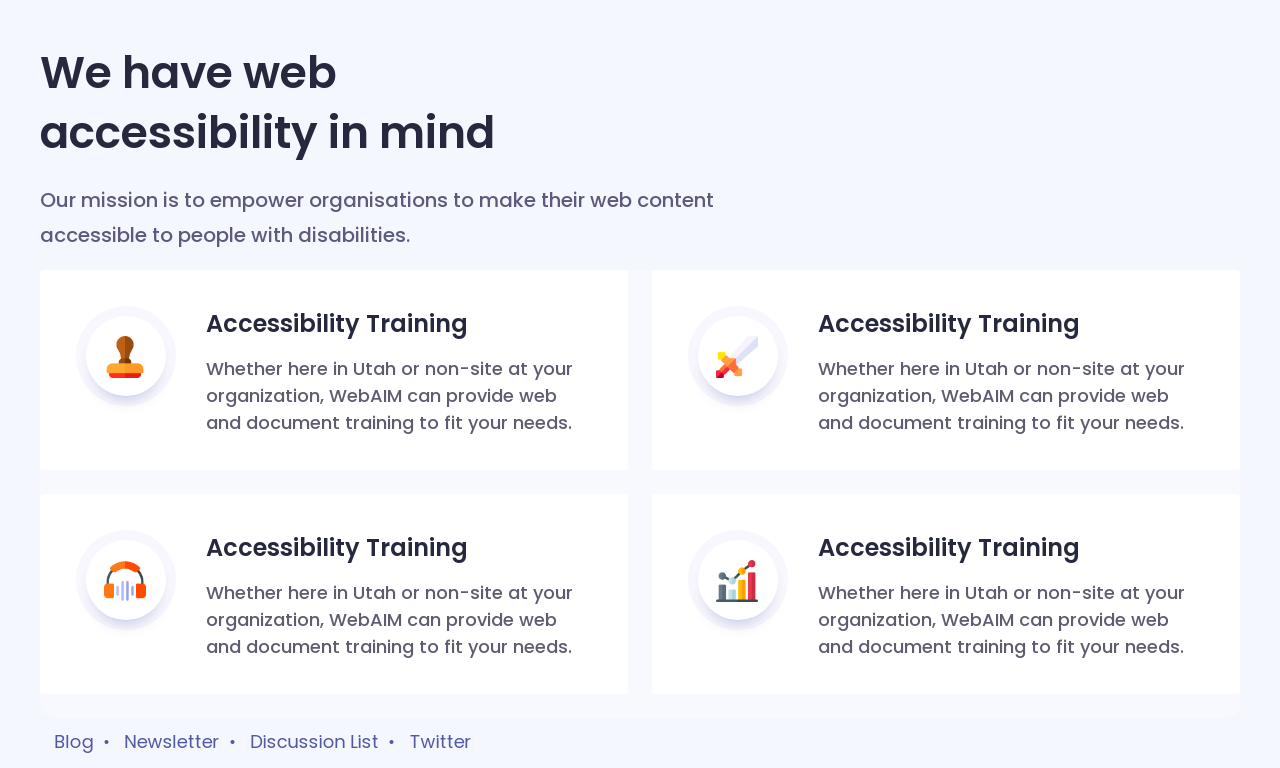 We have web
accessibility in mind
Our mission is to empower organisations to make their web content
accessible to people with disabilities.
Accessibility Training
Whether here in Utah or non-site at your
organization, WebAIM can provide web
and document training to fit your needs.
Accessibility Training
Whether here in Utah or non-site at your
organization, WebAIM can provide web
and document training to fit your needs.
Accessibility Training
Whether here in Utah or non-site at your
organization, WebAIM can provide web
and document training to fit your needs.
Accessibility Training
Whether here in Utah or non-site at your
organization, WebAIM can provide web
and document training to fit your needs.
Blog • Newsletter • Discussion List • Twitter